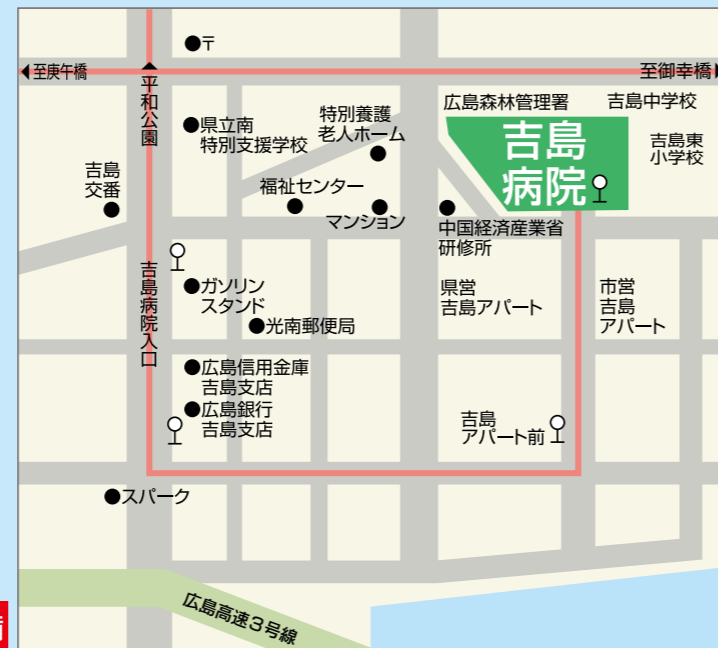 〒
至庚午橋
至御幸橋
平和公園
広島森林管理署
吉島中学校
特別養護
老人ホーム
県立南
特別支援学校
吉島
病院
吉島東
小学校
吉島
交番
福祉センター
マンション
中国経済産業省
研修所
吉島病院入口
ガソリン
スタンド
県営
吉島アパート
市営
吉島
アパート
光南郵便局
広島信用金庫
吉島支店
広島銀行
吉島支店
吉島
アパート前
スパーク
広島高速3号線